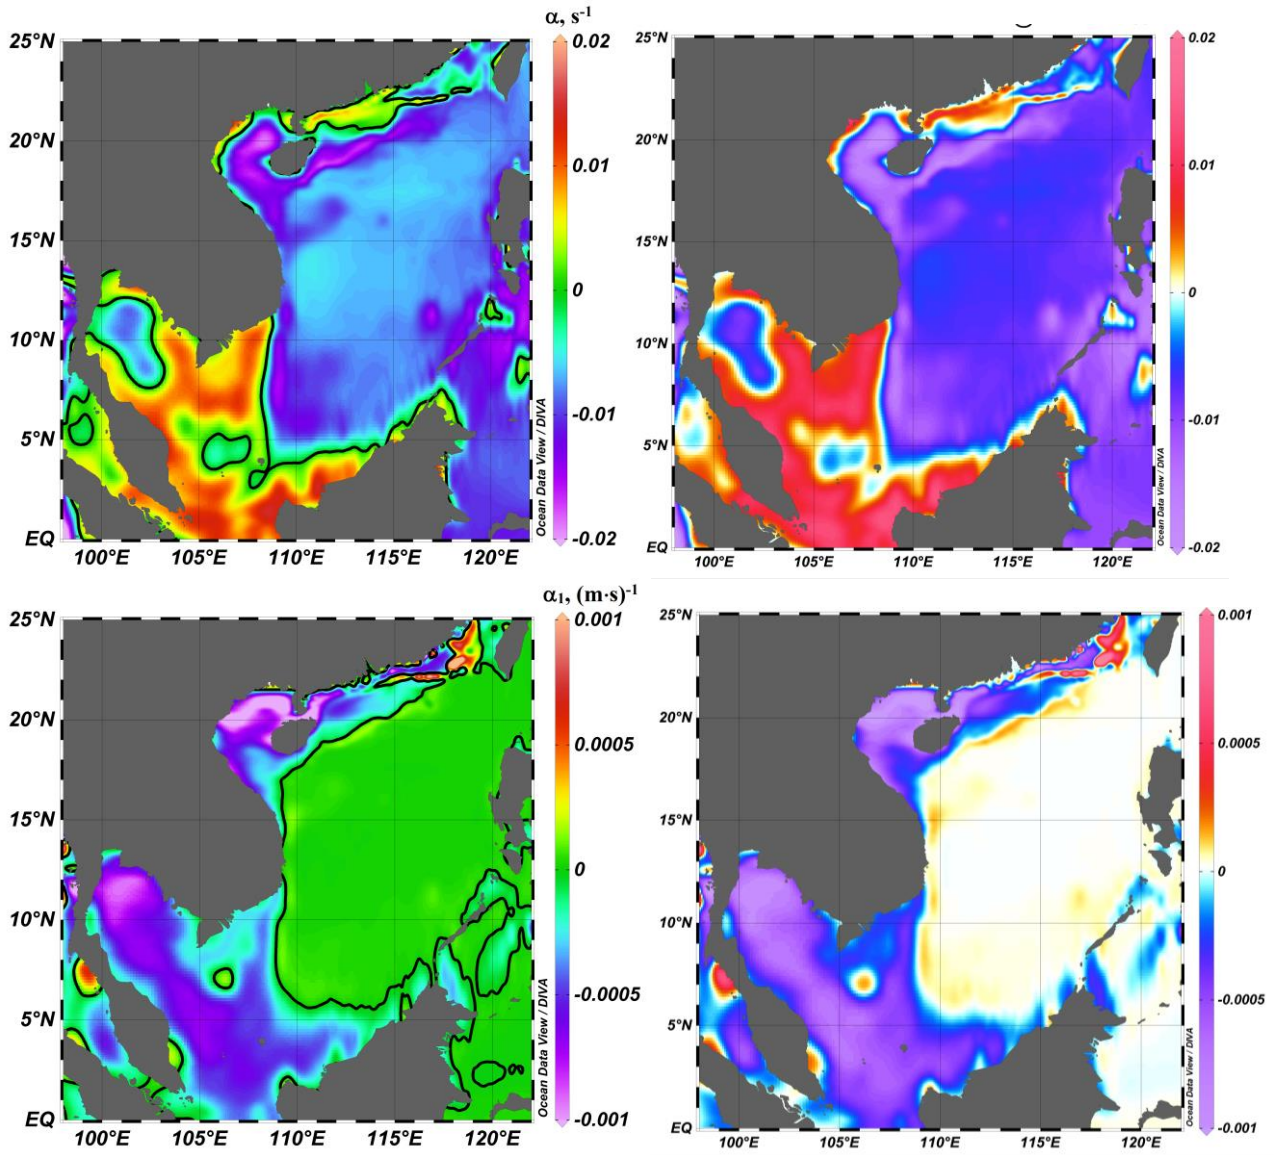 α, s⁻¹
25°N
20°N
15°N
10°N
5°N
EQ
100°E 105°E 110°E 115°E 120°E
0.02
0.01
0
-0.01
-0.02
Ocean Data View / DIVA
25°N
20°N
15°N
10°N
5°N
EQ
100°E 105°E 110°E 115°E 120°E
0.02
0.01
0
-0.01
-0.02
Ocean Data View / DIVA
α₁, (m·s)⁻¹
25°N
20°N
15°N
10°N
5°N
EQ
100°E 105°E 110°E 115°E 120°E
0.001
0.0005
0
-0.0005
-0.001
Ocean Data View / DIVA
25°N
20°N
15°N
10°N
5°N
EQ
100°E 105°E 110°E 115°E 120°E
0.001
0.0005
0
-0.0005
-0.001
Ocean Data View / DIVA